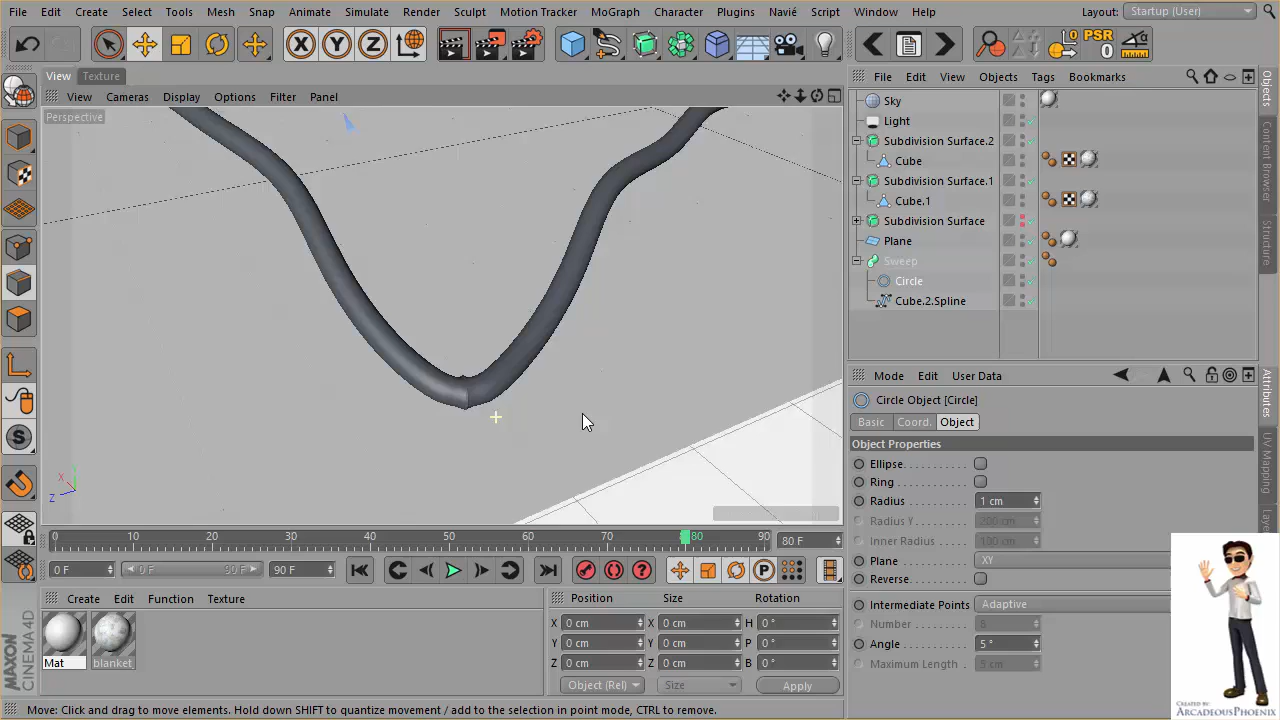 File Edit Create Select Tools Mesh Snap Animate Simulate Render Sculpt Motion Tracker MoGraph Character Plugins Navié Script Window Help Layout: Startup (User)
X Y Z PSR 0
View Texture
View Cameras Display Options Filter Panel
Perspective
X Y Z
0 10 20 30 40 50 60 70 80 90 80 F
0 F 0 F 90 F 90 F
Create Edit Function Texture
Mat blanket
Position Size Rotation
X 0 cm X 0 cm H 0 °
Y 0 cm Y 0 cm P 0 °
Z 0 cm Z 0 cm B 0 °
Object (Rel) Size Apply
Move: Click and drag to move elements. Hold down SHIFT to quantize movement / add to the selection in point mode, CTRL to remove.
MAXON CINEMA 4D
File Edit View Objects Tags Bookmarks
Sky
Light
Subdivision Surface.2
Cube
Subdivision Surface.1
Cube.1
Subdivision Surface
Plane
Sweep
Circle
Cube.2.Spline
Objects
Content Browser
Structure
Mode Edit User Data
Circle Object [Circle]
Basic Coord. Object
Object Properties
Ellipse
Ring
Radius 1 cm
Radius Y 200 cm
Inner Radius 100 cm
Plane XY
Reverse
Intermediate Points Adaptive
Number 8
Angle 5 °
Maximum Length 5 cm
Attributes
UV Mapping
CREATED BY:
ARCADEOUSPHOENIX